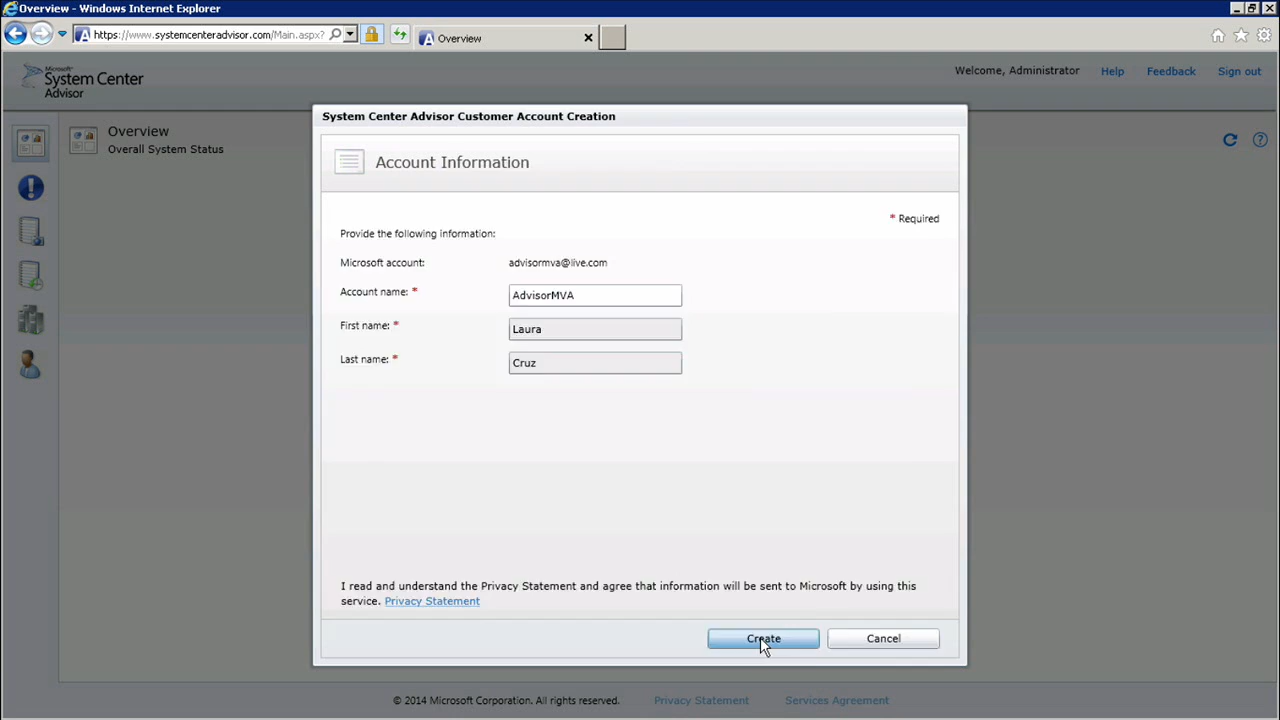 Overview - Windows Internet Explorer
https://www.systemcenteradvisor.com/Main.aspx?
Overview
Microsoft
System Center
Advisor
Welcome, Administrator
Help
Feedback
Sign out
Overview
Overall System Status
System Center Advisor Customer Account Creation
Account Information
* Required
Provide the following information:
Microsoft account: advisormva@live.com
Account name: * AdvisorMVA
First name: * Laura
Last name: * Cruz
I read and understand the Privacy Statement and agree that information will be sent to Microsoft by using this
service. Privacy Statement
Create
Cancel
© 2014 Microsoft Corporation. All rights reserved.
Privacy Statement
Services Agreement